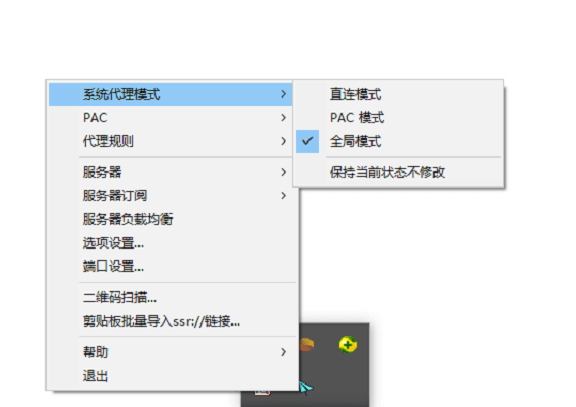 系统代理模式
PAC
代理规则
服务器
服务器订阅
服务器负载均衡
选项设置...
端口设置...
二维码扫描...
剪贴板批量导入ssr://链接...
帮助
退出
直连模式
PAC 模式
全局模式
保持当前状态不修改